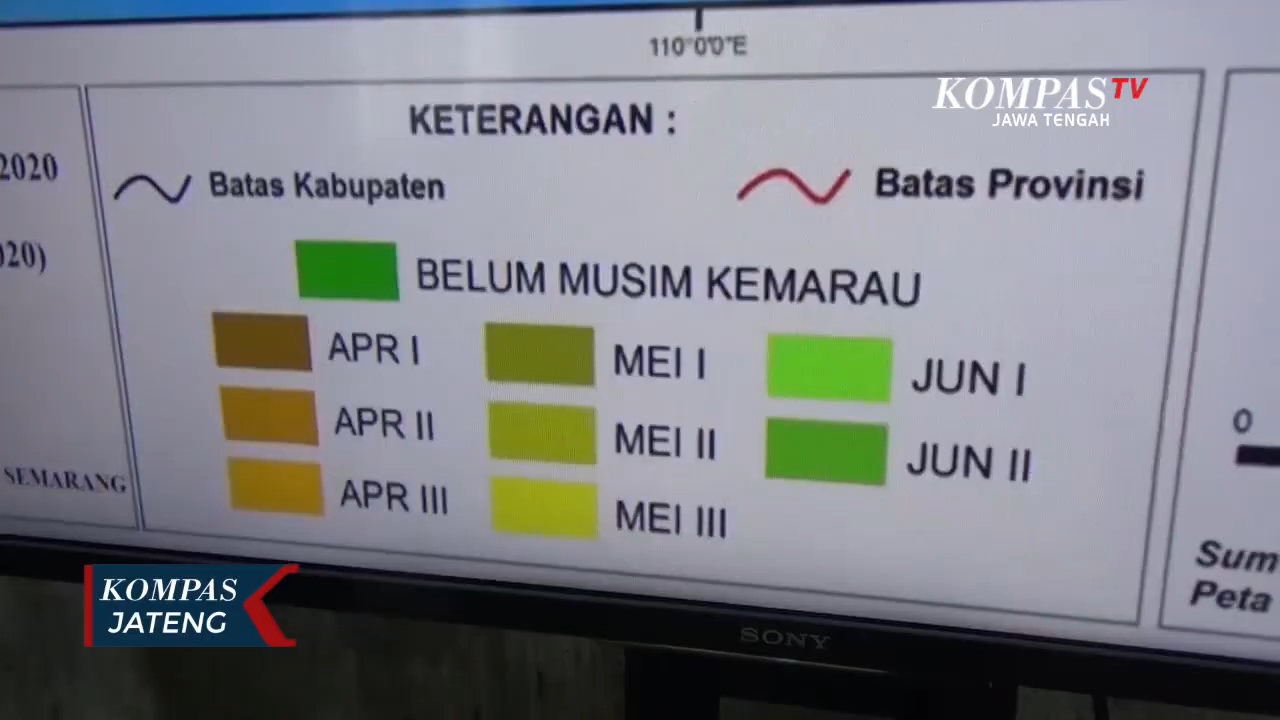 110°0'0"E
KOMPASTV
JAWA TENGAH
KETERANGAN :
2020
Batas Kabupaten
Batas Provinsi
020)
BELUM MUSIM KEMARAU
APR I
MEI I
JUN I
APR II
MEI II
JUN II
APR III
MEI III
0
SEMARANG
Sum
Peta
KOMPAS
JATENG
SONY